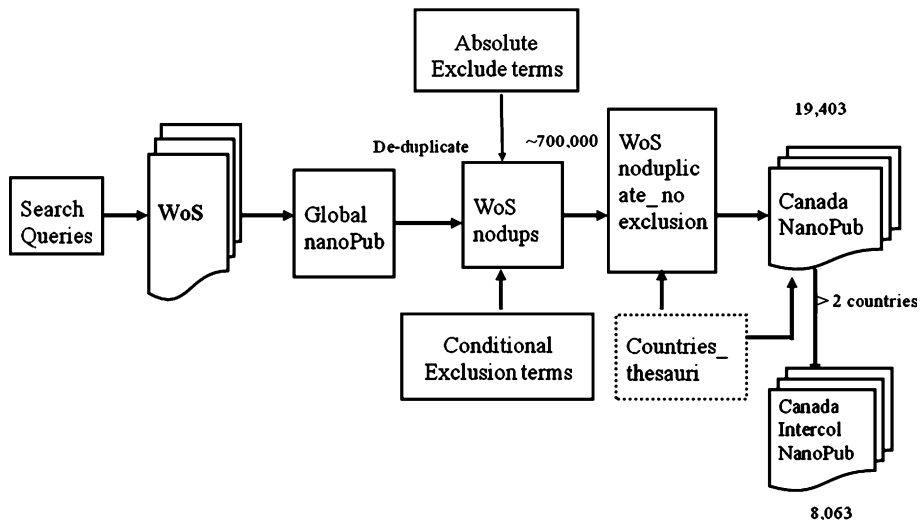 Absolute
Exclude terms
19,403
De-duplicate
~700,000
Search
Queries
WoS
Global
nanoPub
WoS
nodups
WoS
noduplic
ate_no
exclusion
Canada
NanoPub
> 2 countries
Conditional
Exclusion terms
Countries_
thesauri
Canada
Intercol
NanoPub
8,063